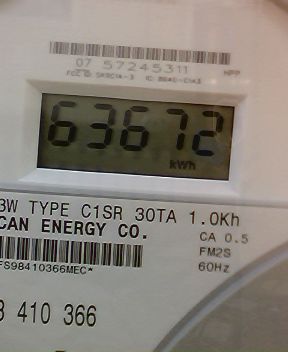 07 57245311
63672
kWh
3W TYPE C1SR 30TA 1.0Kh
CAN ENERGY CO.
CA 0.5
FM2S
60Hz
FS98410366MEC*
8 410 366